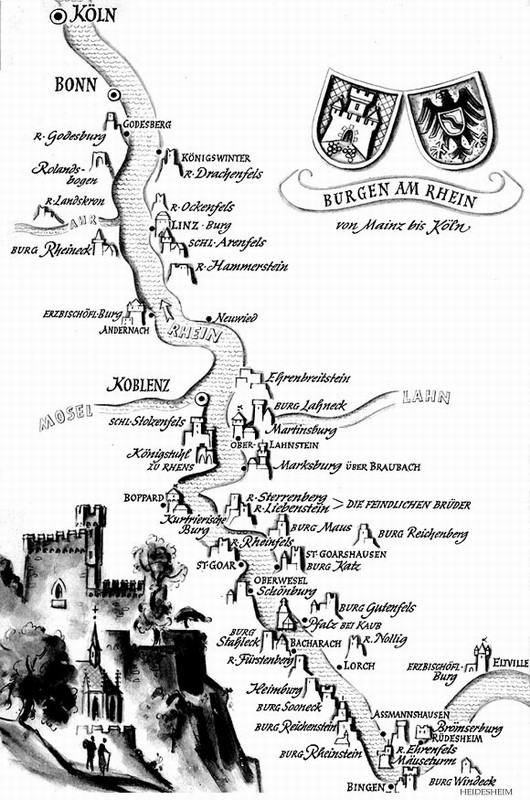 KÖLN
BONN
GODESBERG
R. Godesburg
KÖNIGSWINTER
R. Drachenfels
Rolands-
bogen
R. Landskron
AHR
R. Ockenfels
LINZ · Burg
SCHL. Arenfels
BURG Rheineck
R. Hammerstein
BURGEN AM RHEIN
von Mainz bis Köln
ERZBISCHÖFL. Burg
ANDERNACH
Neuwied
RHEIN
KOBLENZ
Ehrenbreitstein
MOSEL
LAHN
BURG Lahneck
Martinsburg
SCHL. Stolzenfels
OBER-LAHNSTEIN
Königstuhl
ZU RHENS
Marksburg ÜBER BRAUBACH
BOPPARD
R. Sterrenberg
R. Liebenstein > DIE FEINDLICHEN BRÜDER
Kurtrierische
Burg
BURG Maus
BURG Reichenberg
R. Rheinfels
ST. GOARSHAUSEN
ST. GOAR
BURG Katz
OBERWESEL
Schönburg
BURG Gutenfels
Pfalz BEI KAUB
BURG
Stahleck
BACHARACH
R. Nollig
R. Fürstenberg
LORCH
ERZBISCHÖFL.
Burg
ELTVILLE
Heimburg
BURG Sooneck
ASSMANNSHAUSEN
BURG Reichenstein
Brömserburg
RÜDESHEIM
BURG Rheinstein
R. Ehrenfels
Mäuseturm
BINGEN
BURG Windeck
HEIDESHEIM